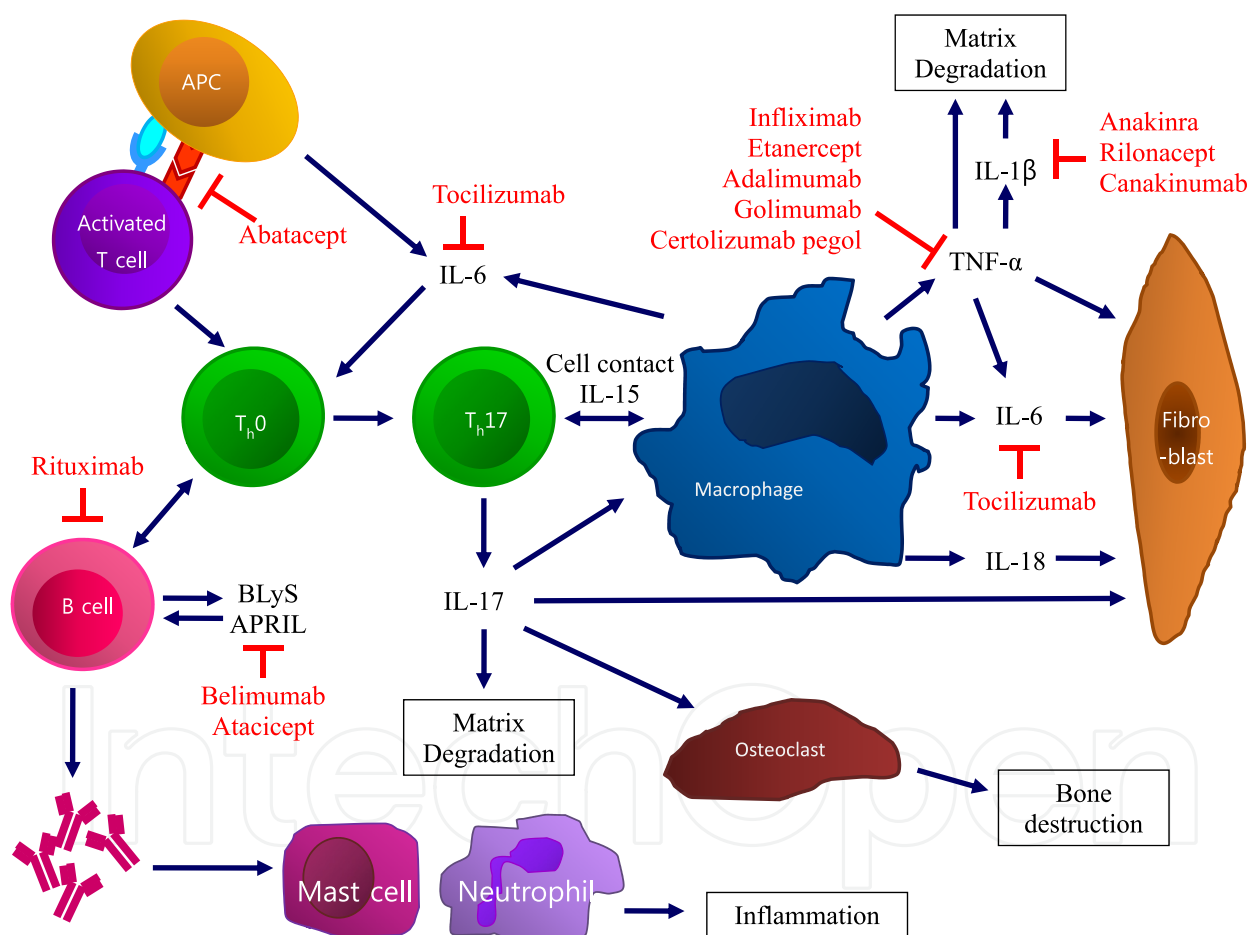 APC
Activated
T cell
Abatacept
Tocilizumab
IL-6
Infliximab
Etanercept
Adalimumab
Golimumab
Certolizumab pegol
Matrix
Degradation
IL-1β
Anakinra
Rilonacept
Canakinumab
TNF-α
Th0
Th17
Cell contact
IL-15
Macrophage
IL-6
Tocilizumab
IL-18
Fibro
-blast
Rituximab
B cell
BLyS
APRIL
Belimumab
Atacicept
IL-17
Matrix
Degradation
Osteoclast
Bone
destruction
Mast cell
Neutrophil
Inflammation
IntechOpen